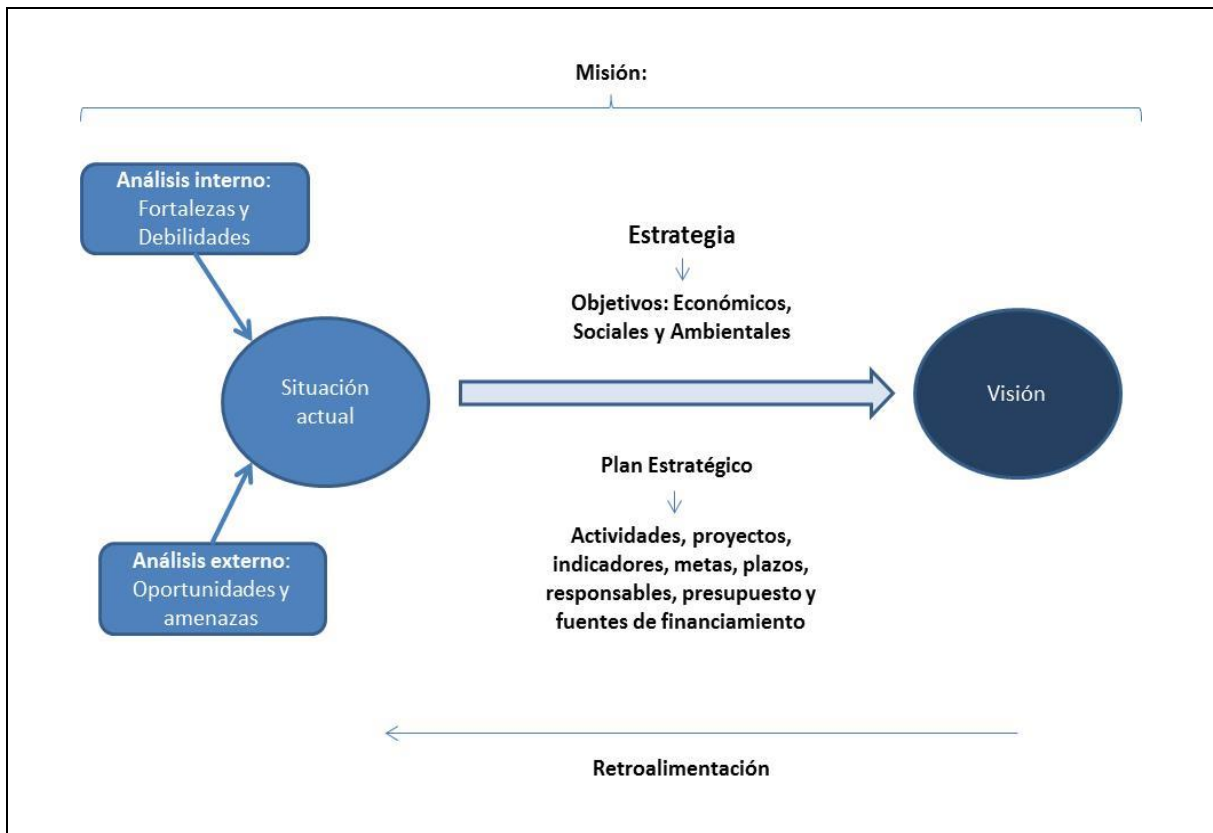 Misión:
Análisis interno:
Fortalezas y
Debilidades
Estrategia
Objetivos: Económicos,
Sociales y Ambientales
Situación
actual
Visión
Plan Estratégico
Actividades, proyectos,
indicadores, metas, plazos,
responsables, presupuesto y
fuentes de financiamiento
Análisis externo:
Oportunidades y
amenazas
Retroalimentación